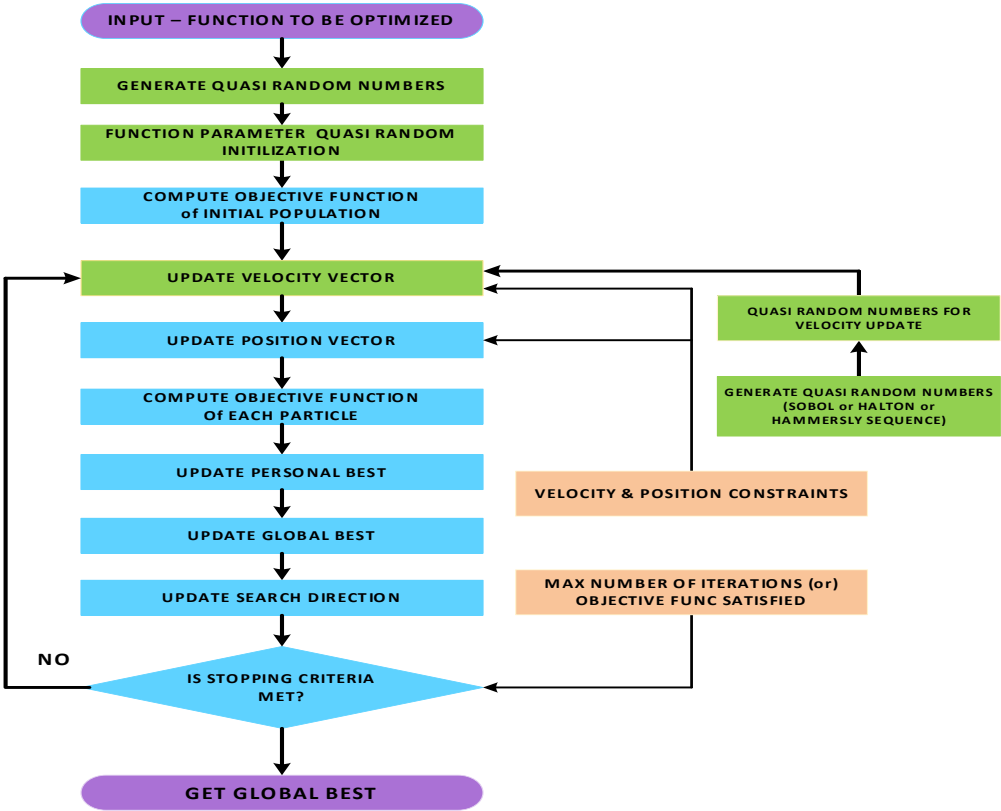 INPUT – FUNCTION TO BE OPTIMIZED
GENERATE QUASI RANDOM NUMBERS
FUNCTION PARAMETER QUASI RANDOM
INITILIZATION
COMPUTE OBJECTIVE FUNCTION
of INITIAL POPULATION
UPDATE VELOCITY VECTOR
UPDATE POSITION VECTOR
COMPUTE OBJECTIVE FUNCTION
Of EACH PARTICLE
UPDATE PERSONAL BEST
UPDATE GLOBAL BEST
UPDATE SEARCH DIRECTION
NO
IS STOPPING CRITERIA
MET?
GET GLOBAL BEST
QUASI RANDOM NUMBERS FOR
VELOCITY UPDATE
GENERATE QUASI RANDOM NUMBERS
(SOBOL or HALTON or
HAMMERSLY SEQUENCE)
VELOCITY & POSITION CONSTRAINTS
MAX NUMBER OF ITERATIONS (or)
OBJECTIVE FUNC SATISFIED